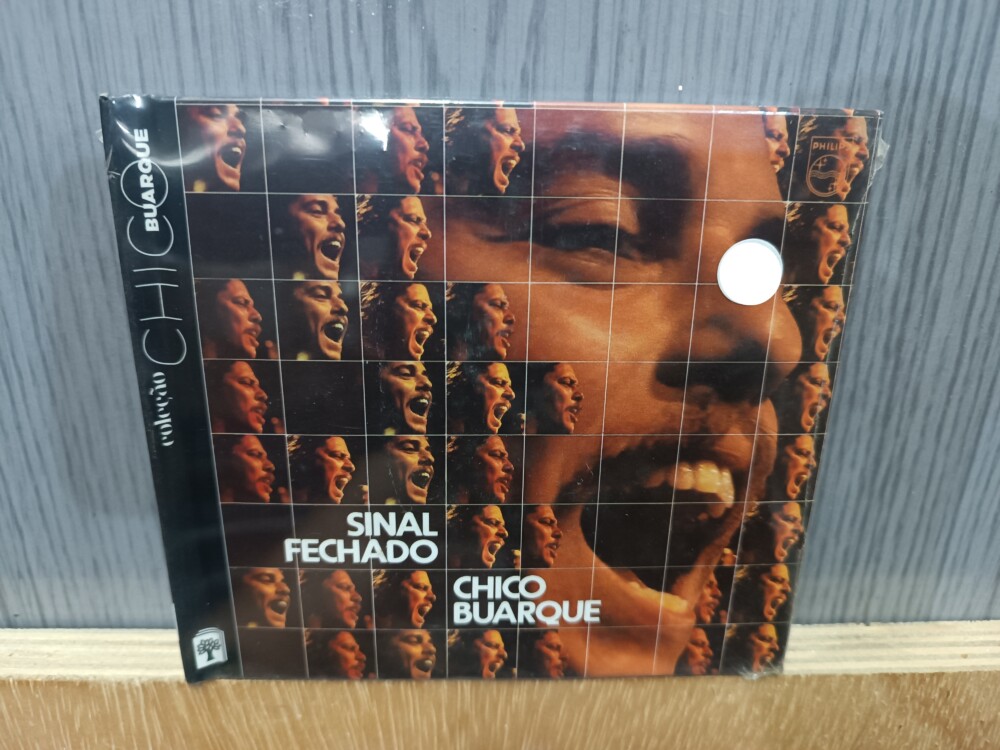 coleção CHICO BUARQUE
PHILIPS
SINAL
FECHADO
CHICO
BUARQUE